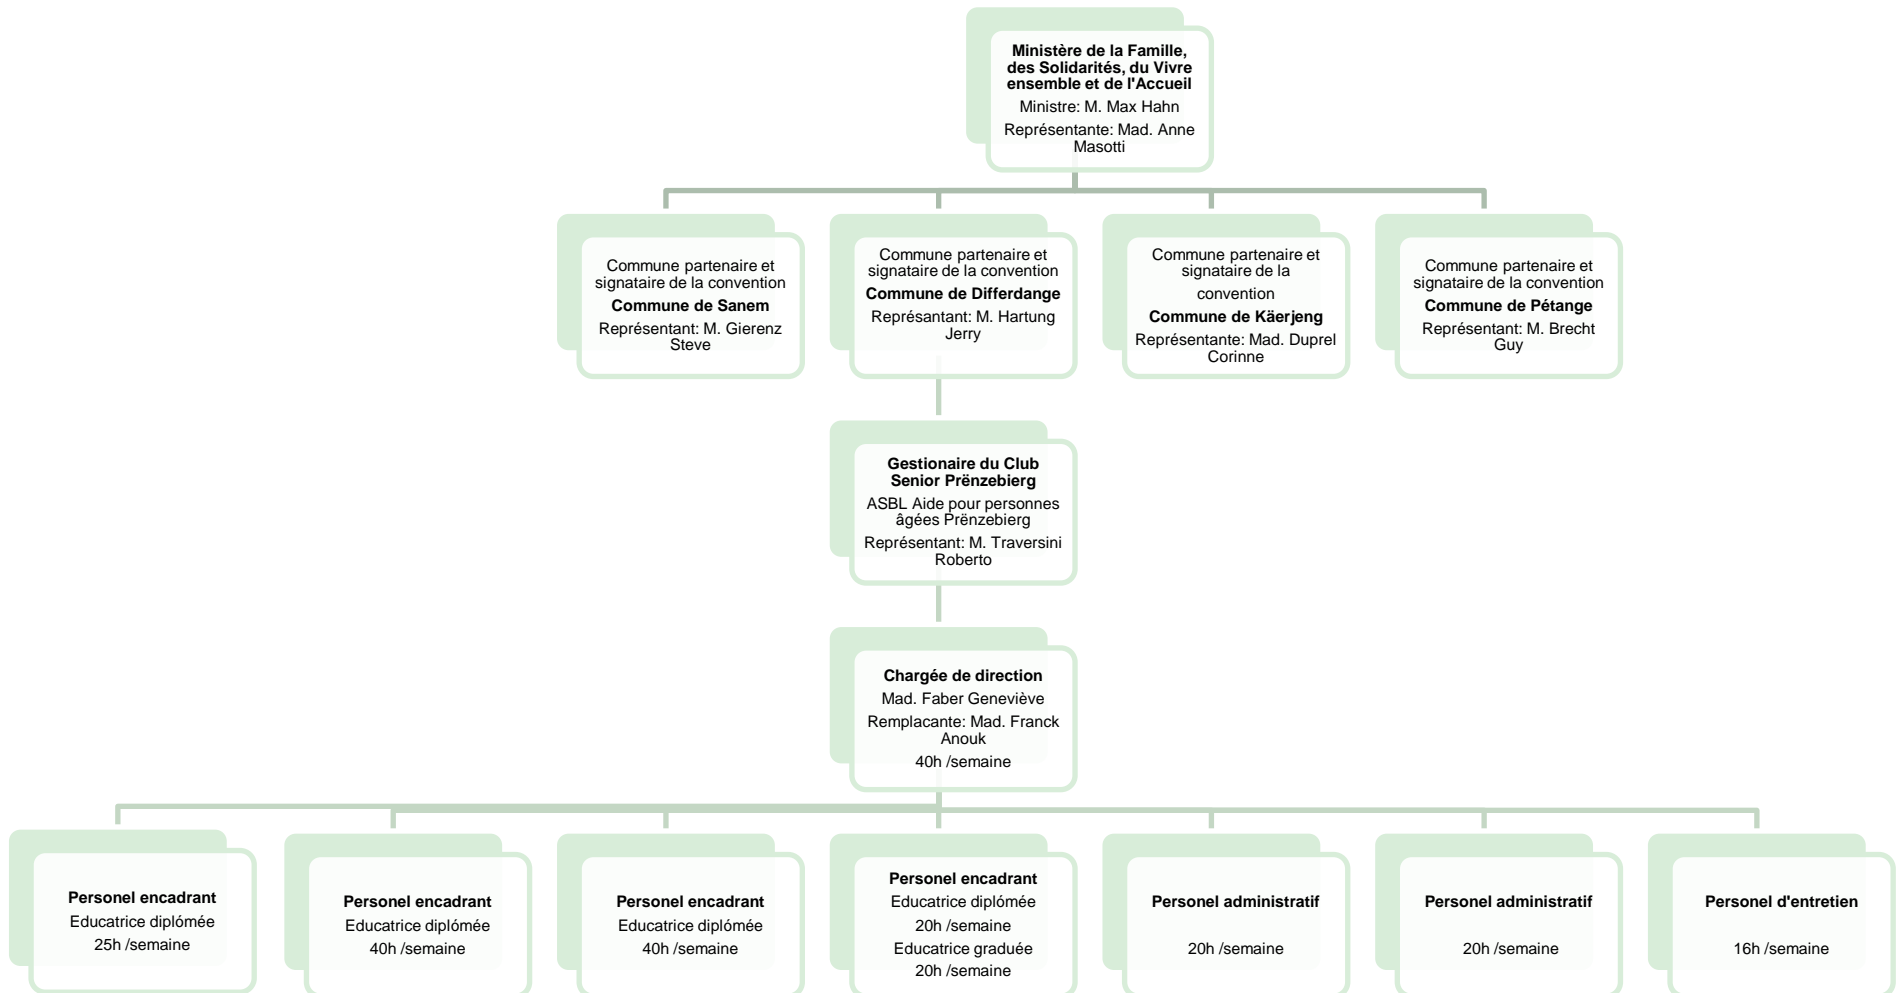 Ministère de la Famille,
des Solidarités, du Vivre
ensemble et de l'Accueil
Ministre: M. Max Hahn
Représentante: Mad. Anne
Masotti
Commune partenaire et
signataire de la convention
Commune de Sanem
Représentant: M. Gierenz
Steve
Commune partenaire et
signataire de la convention
Commune de Differdange
Représantant: M. Hartung
Jerry
Commune partenaire et
signataire de la
convention
Commune de Käerjeng
Représentante: Mad. Duprel
Corinne
Commune partenaire et
signataire de la convention
Commune de Pétange
Représentant: M. Brecht
Guy
Gestionaire du Club
Senior Prënzebierg
ASBL Aide pour personnes
âgées Prënzebierg
Représentant: M. Traversini
Roberto
Chargée de direction
Mad. Faber Geneviève
Remplacante: Mad. Franck
Anouk
40h /semaine
Personel encadrant
Educatrice diplómée
25h /semaine
Personel encadrant
Educatrice diplómée
40h /semaine
Personel encadrant
Educatrice diplómée
40h /semaine
Personel encadrant
Educatrice diplómée
20h /semaine
Educatrice graduée
20h /semaine
Personel administratif
20h /semaine
Personel administratif
20h /semaine
Personel d'entretien
16h /semaine